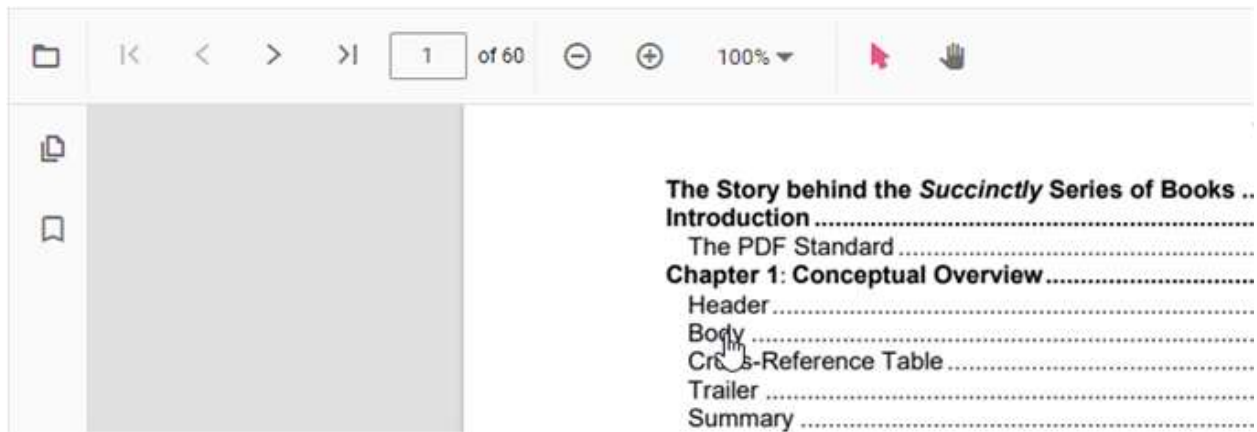 1 of 60 100%
The Story behind the Succinctly Series of Books ..
Introduction ..........................................................................
The PDF Standard ..............................................................
Chapter 1: Conceptual Overview........................................
Header..................................................................................
Body .....................................................................................
Cross-Reference Table .......................................................
Trailer ...................................................................................
Summary ..............................................................................